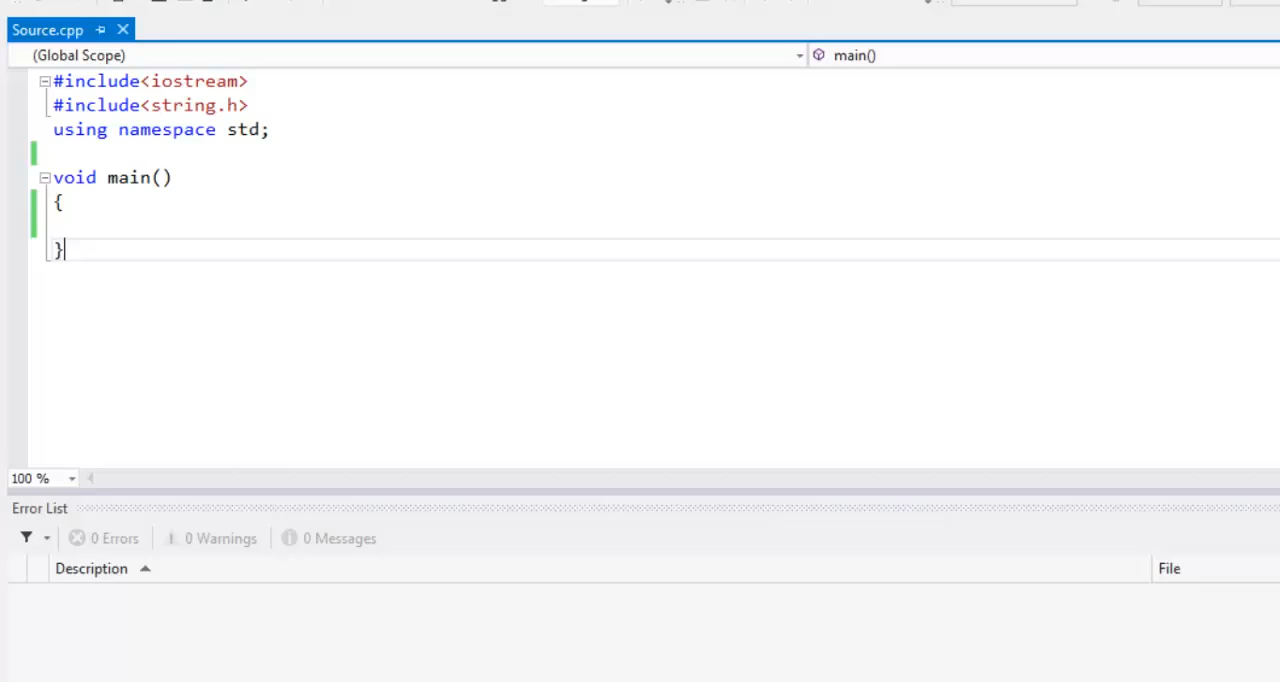 Source.cpp
(Global Scope) main()
#include<iostream>
#include<string.h>
using namespace std;
void main()
{
}
100 %
Error List
0 Errors 0 Warnings 0 Messages
Description File